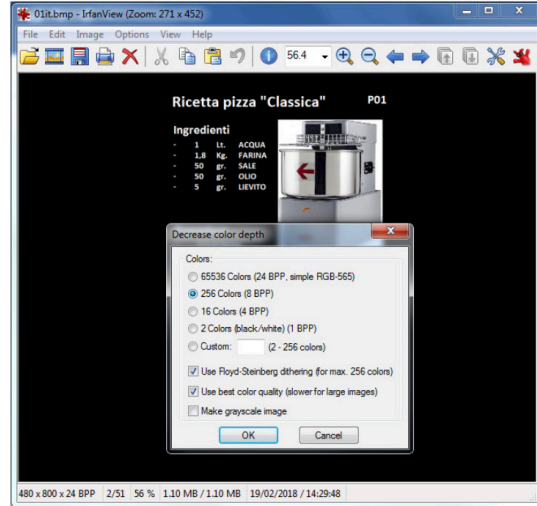 01it.bmp - IrfanView (Zoom: 271 x 452)
File Edit Image Options View Help
56.4
Ricetta pizza "Classica" P01
Ingredienti
- 1 Lt. ACQUA
- 1,8 Kg. FARINA
- 50 gr. SALE
- 50 gr. OLIO
- 5 gr. LIEVITO
Decrease color depth
Colors:
65536 Colors (24 BPP, simple RGB-565)
256 Colors (8 BPP)
16 Colors (4 BPP)
2 Colors (black/white) (1 BPP)
Custom: (2 - 256 colors)
Use Floyd-Steinberg dithering (for max. 256 colors)
Use best color quality (slower for large images)
Make grayscale image
OK Cancel
480 x 800 x 24 BPP 2/51 56 % 1.10 MB / 1.10 MB 19/02/2018 / 14:29:48